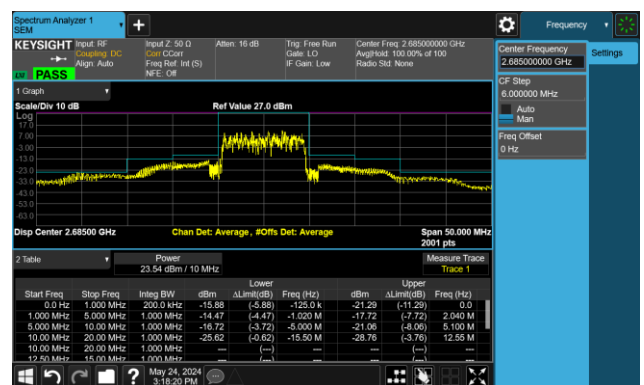 Spectrum Analyzer 1
SEM
Frequency
KEYSIGHT
Input: RF
Coupling: DC
Align: Auto
Input Z: 50 Ω
Corr CCorr
Freq Ref: Int (S)
NFE: Off
Atten: 16 dB
Trig: Free Run
Gate: LO
IF Gain: Low
Center Freq: 2.685000000 GHz
Avg|Hold: 100.00% of 100
Radio Std: None
PASS
Center Frequency
2.685000000 GHz
Settings
CF Step
6.000000 MHz
Auto
Man
Freq Offset
0 Hz
1 Graph
Scale/Div 10 dB
Ref Value 27.0 dBm
Log
17.0
7.00
-3.00
-13.0
-23.0
-33.0
-43.0
-53.0
-63.0
Disp Center 2.68500 GHz
Chan Det: Average , #Offs Det: Average
Span 50.000 MHz
2001 pts
2 Table
Power
23.54 dBm / 10 MHz
Measure Trace
Trace 1
Lower Upper
Start Freq Stop Freq Integ BW dBm ΔLimit(dB) Freq (Hz) dBm ΔLimit(dB) Freq (Hz)
0.0 Hz 1.000 MHz 200.0 kHz -15.88 (-5.88) -125.0 k -21.29 (-11.29) 0.0
1.000 MHz 5.000 MHz 1.000 MHz -14.47 (-4.47) -1.020 M -17.72 (-7.72) 2.040 M
5.000 MHz 10.00 MHz 1.000 MHz -16.72 (-3.72) -5.000 M -21.06 (-8.06) 5.100 M
10.00 MHz 20.00 MHz 1.000 MHz -25.62 (-0.62) -15.50 M -28.76 (-3.76) 12.55 M
10.00 MHz 20.00 MHz 1.000 MHz --- (---) --- --- (---) ---
12.50 MHz 15.00 MHz 1.000 MHz --- (---) --- --- (---) ---
?
May 24, 2024
3:18:20 PM